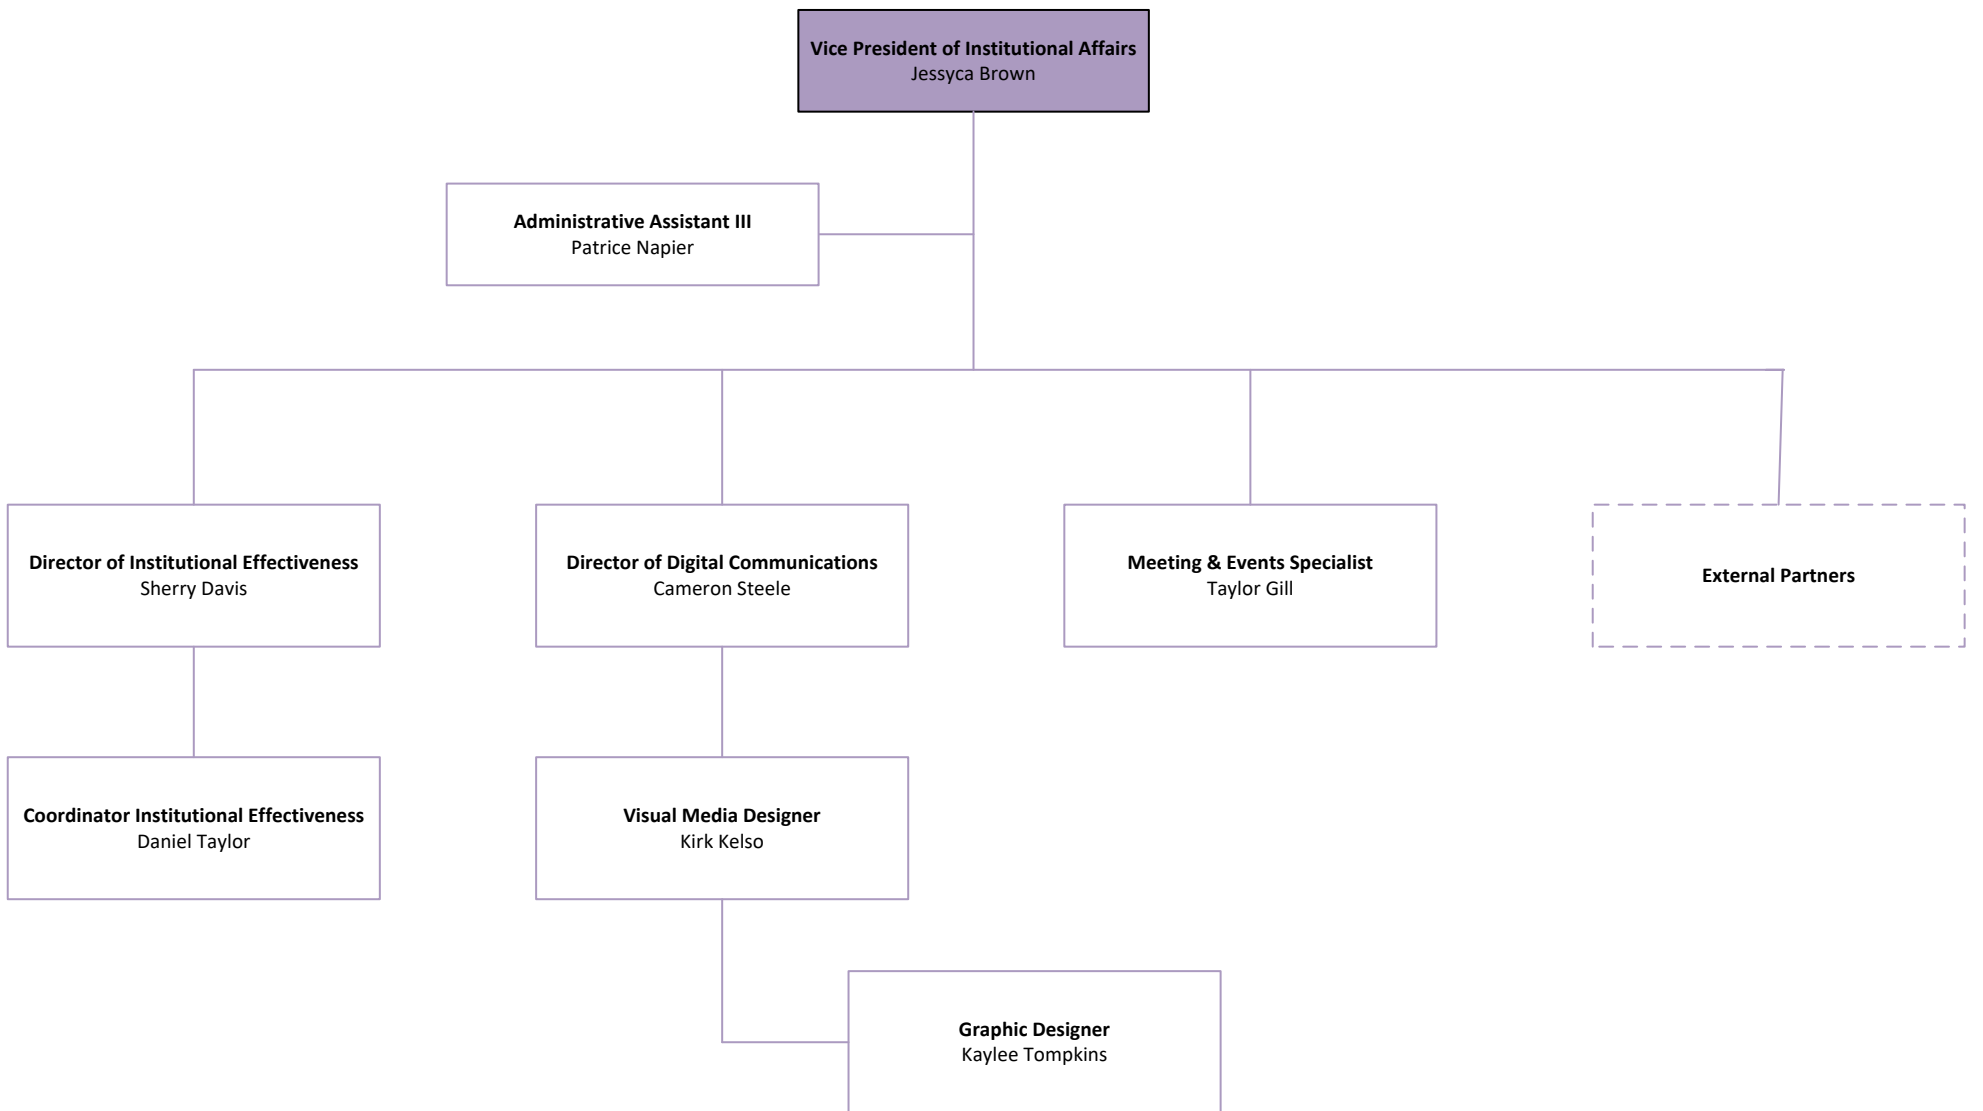 Vice President of Institutional Affairs
Jessyca Brown
Administrative Assistant III
Patrice Napier
Director of Institutional Effectiveness
Sherry Davis
Director of Digital Communications
Cameron Steele
Meeting & Events Specialist
Taylor Gill
External Partners
Coordinator Institutional Effectiveness
Daniel Taylor
Visual Media Designer
Kirk Kelso
Graphic Designer
Kaylee Tompkins